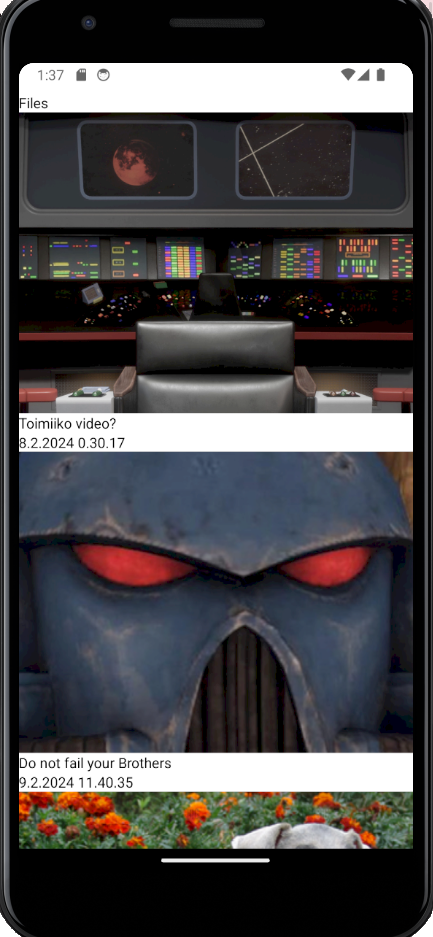 1:37
Files
Toimiiko video?
8.2.2024 0.30.17
Do not fail your Brothers
9.2.2024 11.40.35